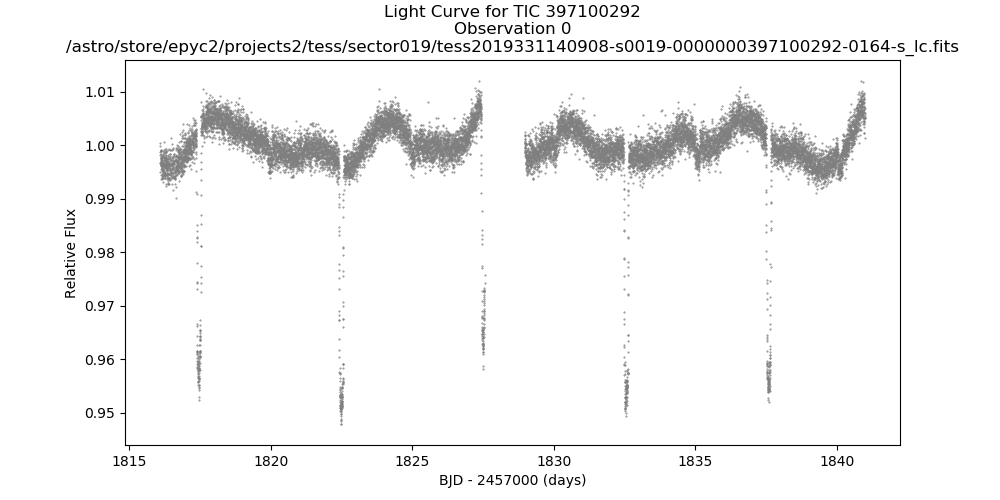 Light Curve for TIC 397100292
Observation 0
/astro/store/epyc2/projects2/tess/sector019/tess2019331140908-s0019-0000000397100292-0164-s_lc.fits
1.01
1.00
0.99
0.98
0.97
0.96
0.95
Relative Flux
1815
1820
1825
1830
1835
1840
BJD - 2457000 (days)